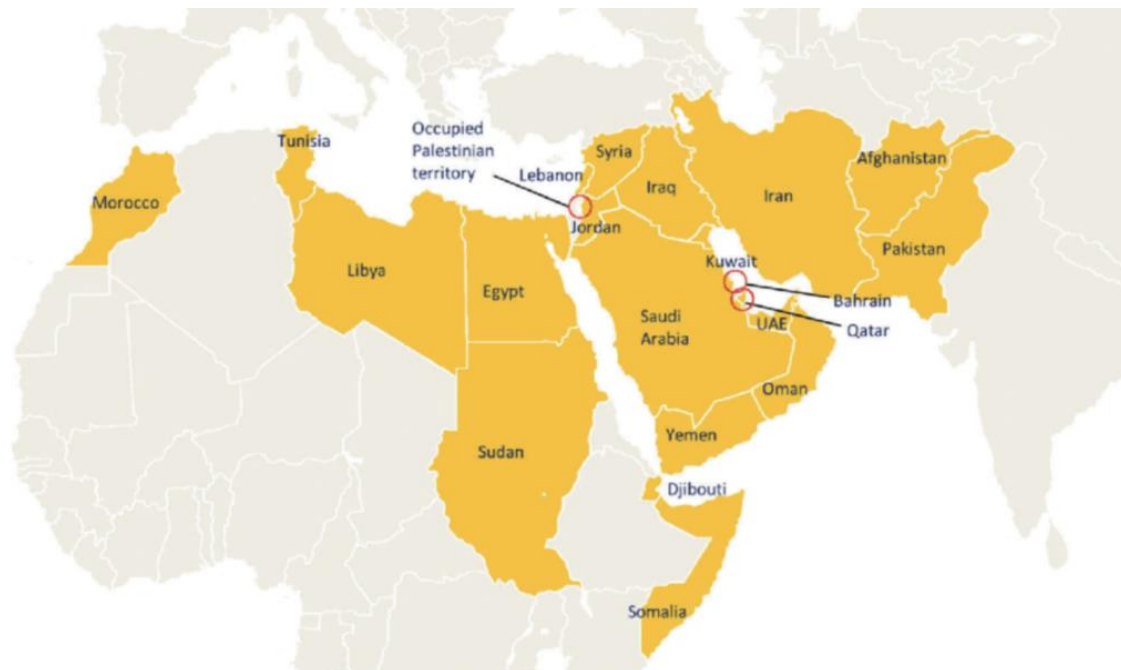 Tunisia
Occupied
Palestinian
territory
Lebanon
Syria
Afghanistan
Morocco
Iraq
Iran
Jordan
Pakistan
Libya
Egypt
Kuwait
Bahrain
Saudi
Arabia
UAE
Qatar
Oman
Yemen
Sudan
Djibouti
Somalia